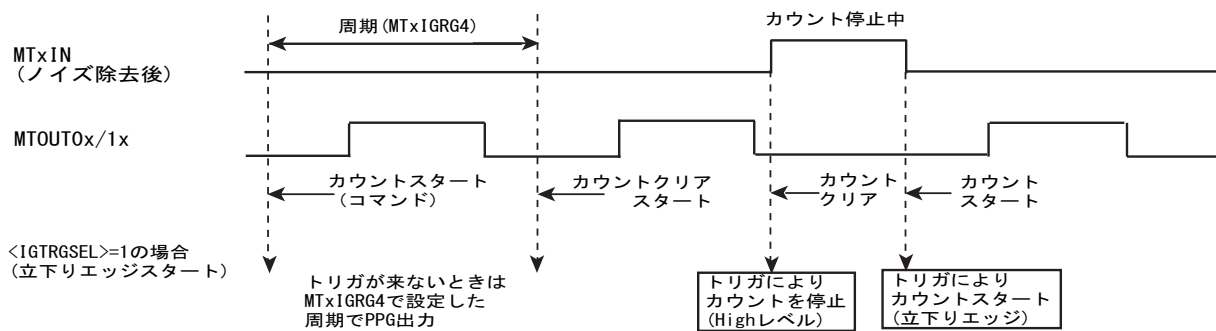 周期(MTxIGRG4)
カウント停止中
MTxIN
(ノイズ除去後)
MTOUT0x/1x
カウントスタート
(コマンド)
カウントクリア
スタート
カウント
クリア
カウント
スタート
<IGTRGSEL>=1の場合
(立下りエッジスタート)
トリガが来ないときは
MTxIGRG4で設定した
周期でPPG出力
トリガにより
カウントを停止
(Highレベル)
トリガにより
カウントスタート
(立下りエッジ)